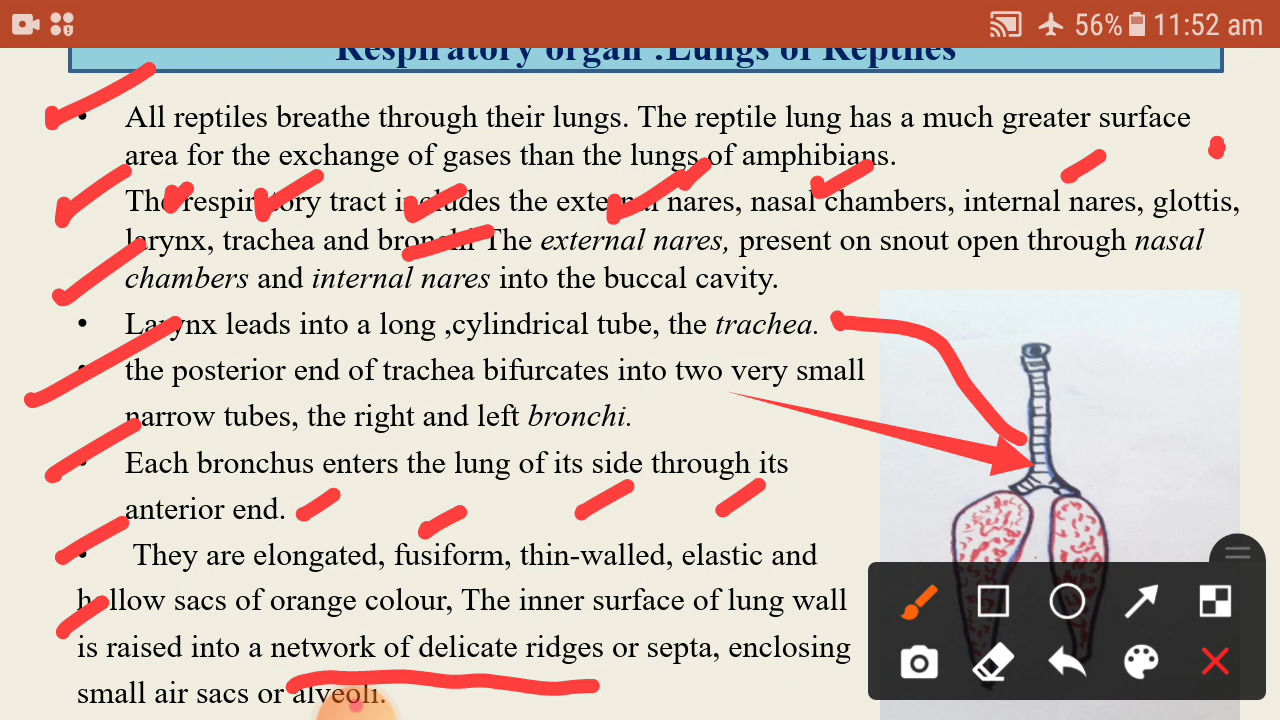 56% 11:52 am
Respiratory organ :Lungs of Reptiles
• All reptiles breathe through their lungs. The reptile lung has a much greater surface
area for the exchange of gases than the lungs of amphibians.
The respiratory tract includes the external nares, nasal chambers, internal nares, glottis,
larynx, trachea and bronchi The external nares, present on snout open through nasal
chambers and internal nares into the buccal cavity.
• Larynx leads into a long ,cylindrical tube, the trachea.
• the posterior end of trachea bifurcates into two very small
narrow tubes, the right and left bronchi.
• Each bronchus enters the lung of its side through its
anterior end.
• They are elongated, fusiform, thin-walled, elastic and
hollow sacs of orange colour, The inner surface of lung wall
is raised into a network of delicate ridges or septa, enclosing
small air sacs or alveoli.